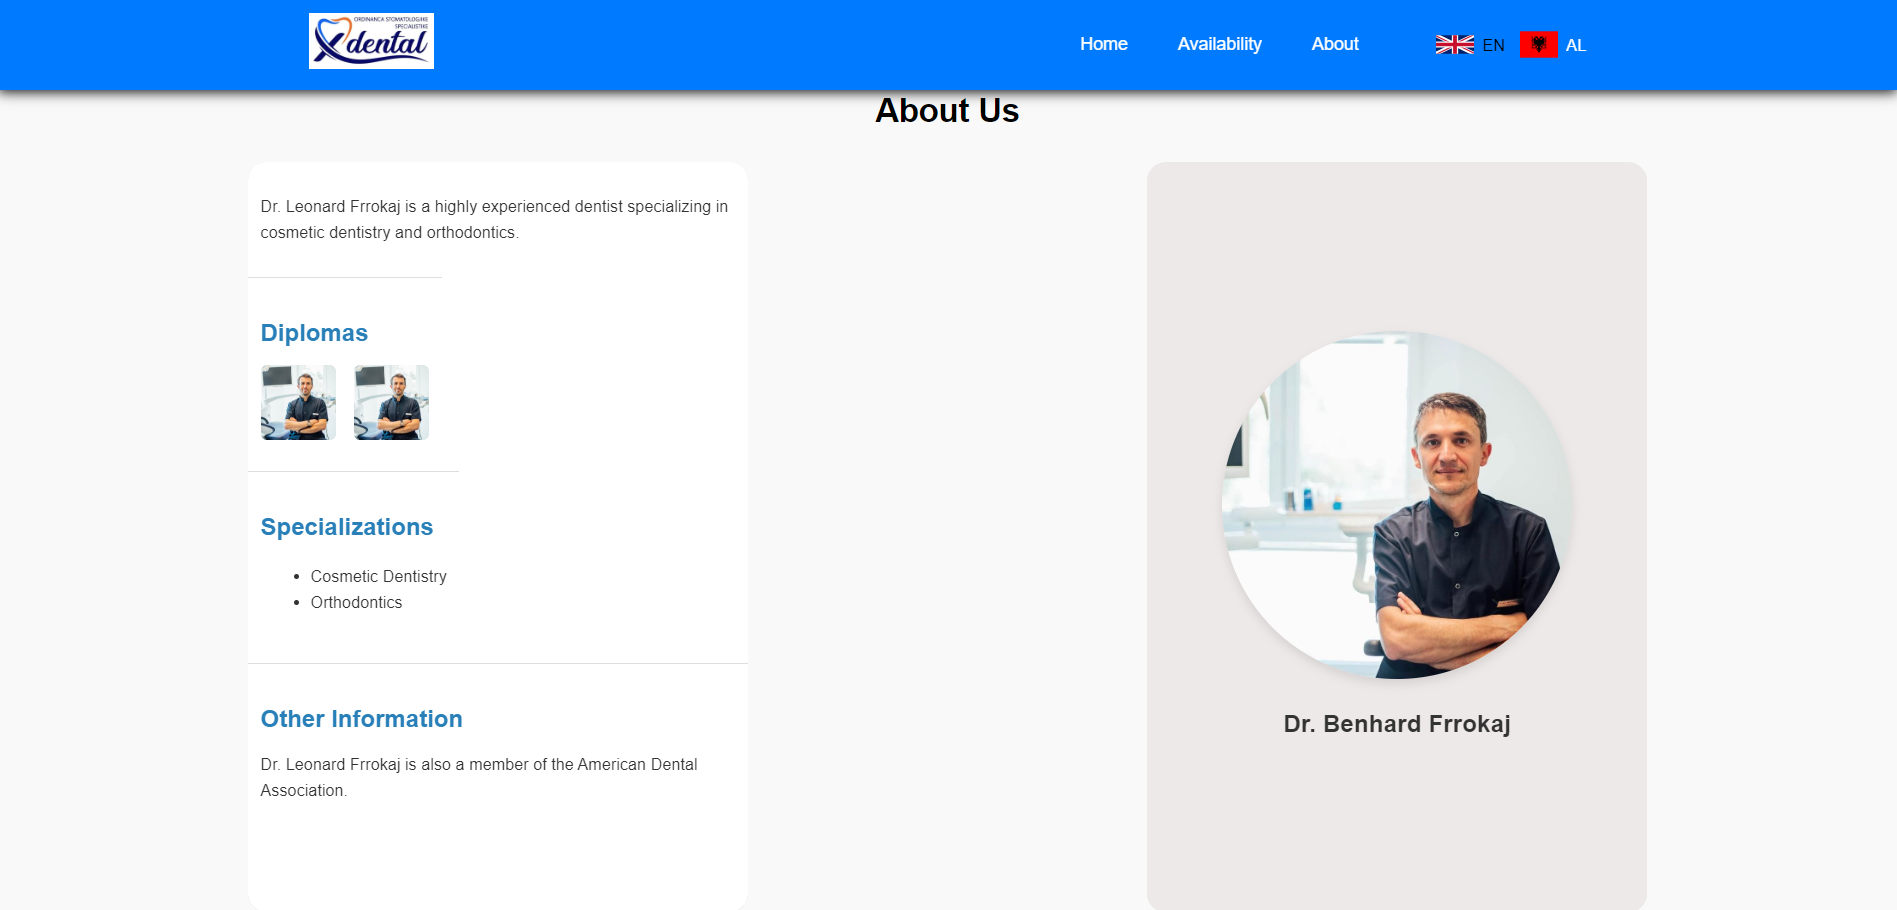 ORDINANCA STOMATOLOGJIKE
SPECIALISTIKE
Xdental
Home
Availability
About
EN
AL
About Us
Dr. Leonard Frrokaj is a highly experienced dentist specializing in
cosmetic dentistry and orthodontics.
Diplomas
Specializations
• Cosmetic Dentistry
• Orthodontics
Other Information
Dr. Leonard Frrokaj is also a member of the American Dental
Association.
Dr. Benhard Frrokaj